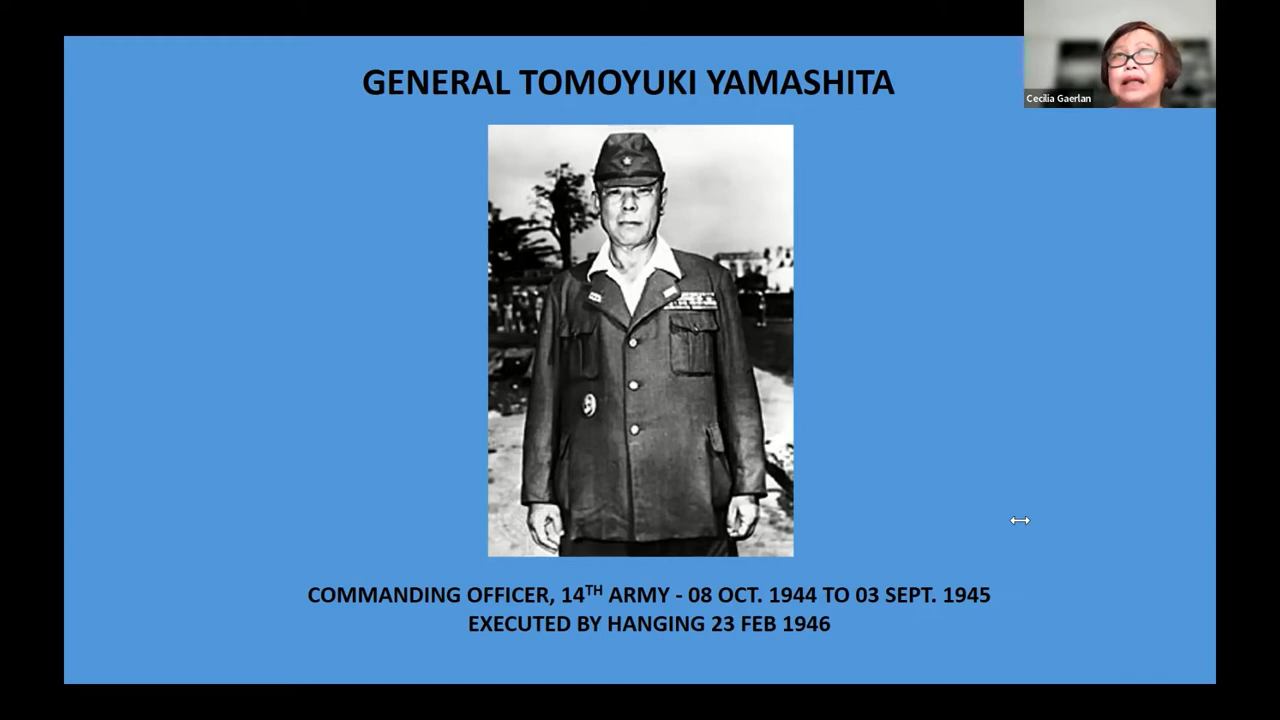 GENERAL TOMOYUKI YAMASHITA
Cecilia Gaerlan
COMMANDING OFFICER, 14TH ARMY - 08 OCT. 1944 TO 03 SEPT. 1945
EXECUTED BY HANGING 23 FEB 1946